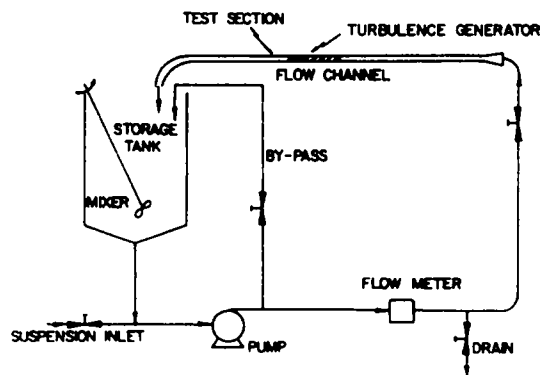 TEST SECTION
TURBULENCE GENERATOR
FLOW CHANNEL
STORAGE
TANK
BY-PASS
MIXER
FLOW METER
SUSPENSION INLET
PUMP
DRAIN